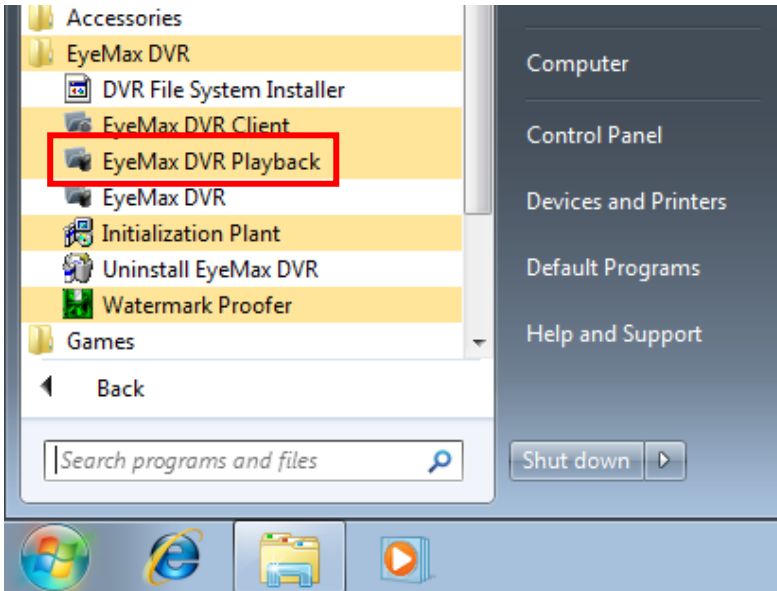 Accessories
EyeMax DVR
DVR File System Installer
EyeMax DVR Client
EyeMax DVR Playback
EyeMax DVR
Initialization Plant
Uninstall EyeMax DVR
Watermark Proofer
Games
Back
Search programs and files
Computer
Control Panel
Devices and Printers
Default Programs
Help and Support
Shut down